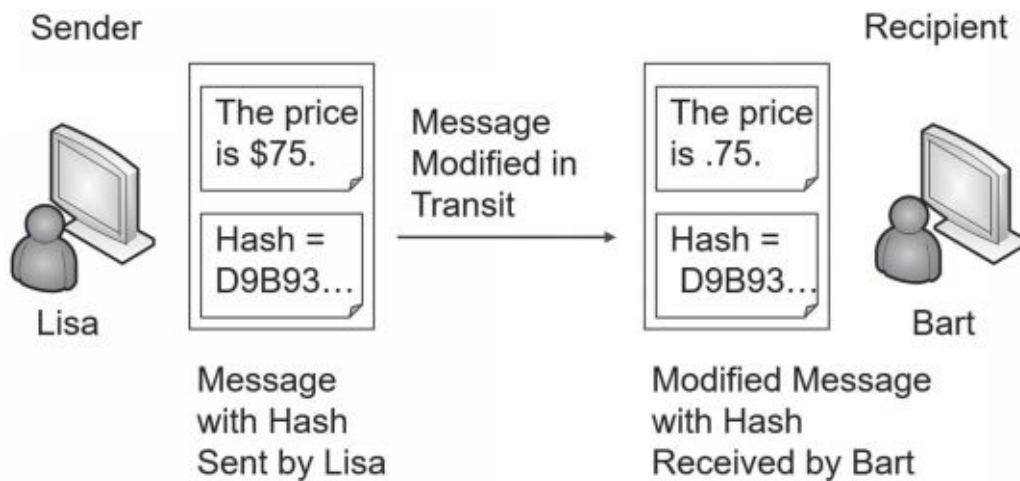 Sender
Recipient
The price
is $75.
Hash =
D9B93...
Message
Modified in
Transit
The price
is .75.
Hash =
D9B93...
Lisa
Bart
Message
with Hash
Sent by Lisa
Modified Message
with Hash
Received by Bart